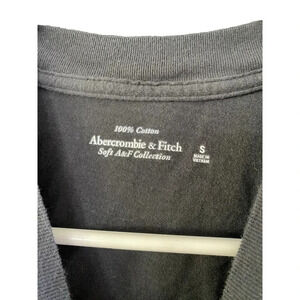 100% Cotton
Abercrombie & Fitch
Soft A&F Collection
S
MADE IN
VIETNAM